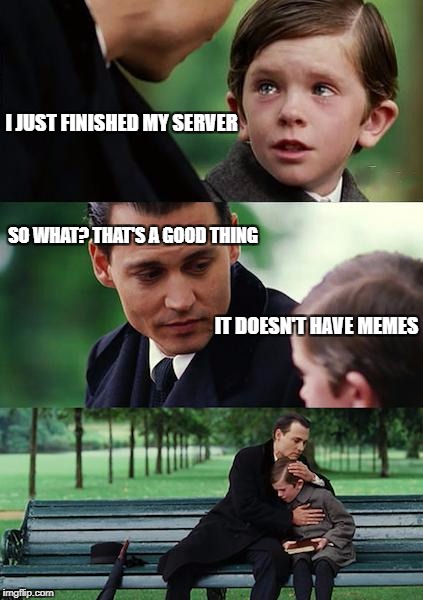 I JUST FINISHED MY SERVER
SO WHAT? THAT'S A GOOD THING
IT DOESN'T HAVE MEMES
imgflip.com